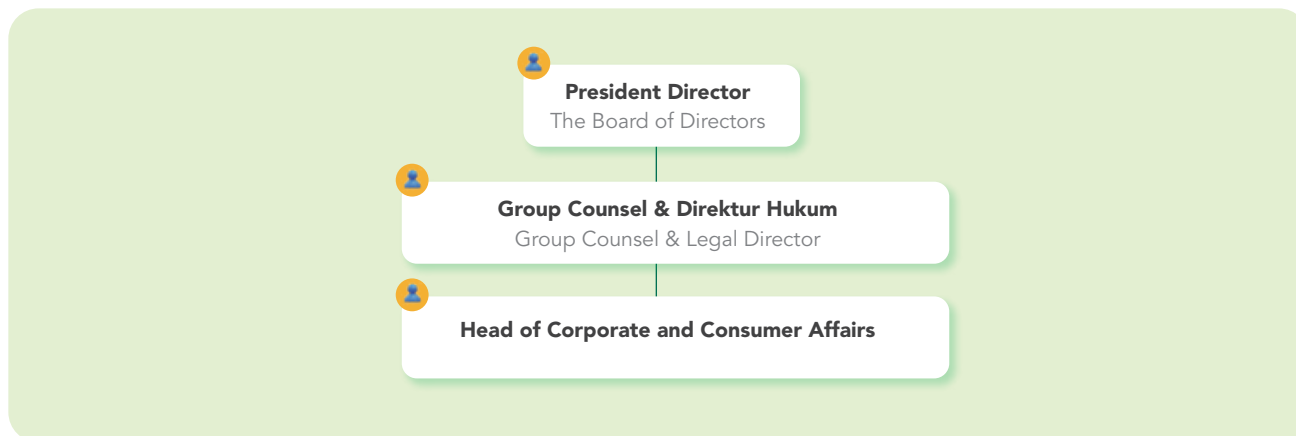 President Director
The Board of Directors
Group Counsel & Direktur Hukum
Group Counsel & Legal Director
Head of Corporate and Consumer Affairs